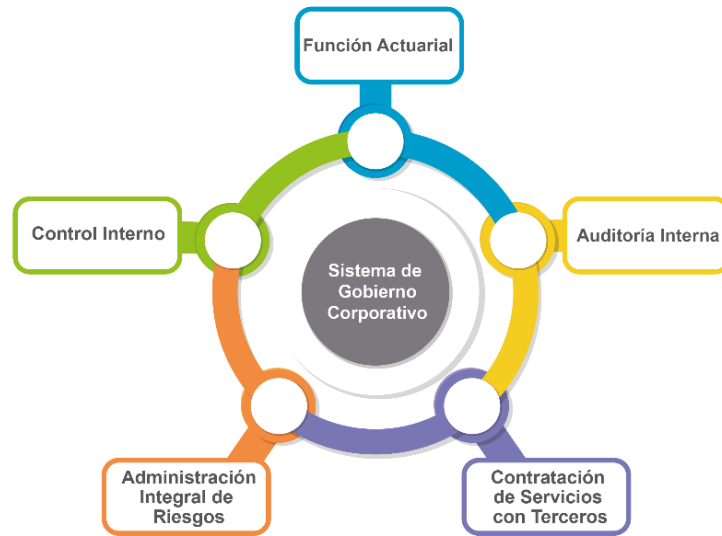 Función Actuarial
Control Interno
Auditoría Interna
Sistema de
Gobierno
Corporativo
Administración
Integral de
Riesgos
Contratación
de Servicios
con Terceros